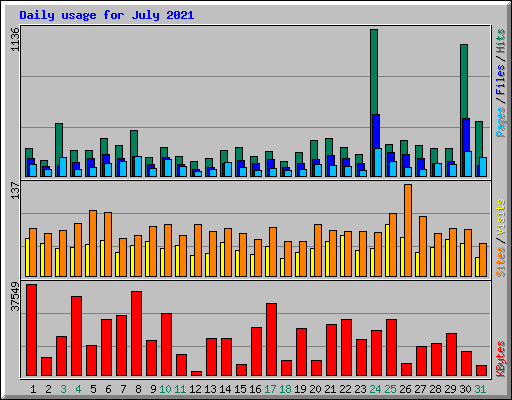 Daily usage for July 2021
1136
Pages / Files / Hits
137
Sites / Visits
37549
KBytes
1 2 3 4 5 6 7 8 9 10 11 12 13 14 15 16 17 18 19 20 21 22 23 24 25 26 27 28 29 30 31